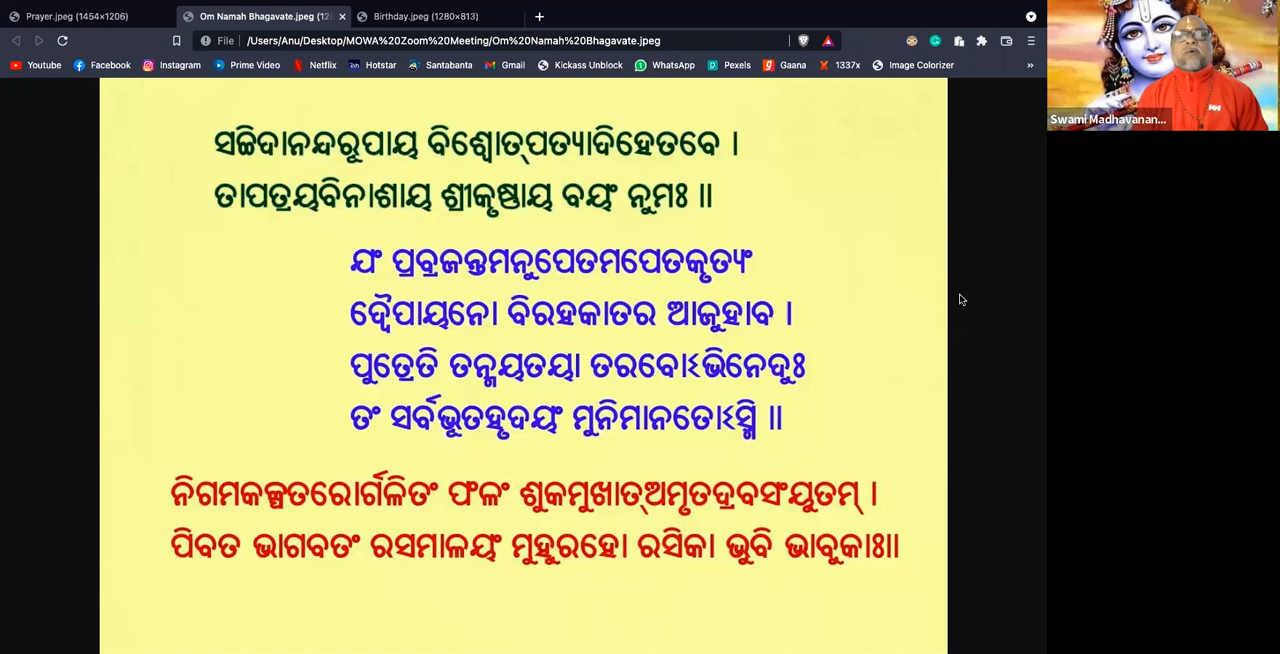 Prayer.jpeg (1454×1206)
Om Namah Bhagavate.jpeg (128
Birthday.jpeg (1280×813)
File
/Users/Anu/Desktop/MOWA%20Zoom%20Meeting/Om%20Namah%20Bhagavate.jpeg
Youtube Facebook Instagram Prime Video Netflix Hotstar Santabanta Gmail Kickass Unblock WhatsApp Pexels Gaana 1337x Image Colorizer »
NH
Swami Madhavanan...
ସଚ୍ଚିଦାନନ୍ଦରୂପାୟ ବିଶ୍ୱୋତ୍‌ପତ୍ୟାଦିହେତବେ ।
ତାପତ୍ରୟବିନାଶାୟ ଶ୍ରୀକୃଷ୍ଣାୟ ବୟଂ ନୁମଃ ॥
ଯଂ ପ୍ରବ୍ରଜନ୍ତମନୁପେତମପେତକୃତ୍ୟଂ
ଦ୍ୱୈପାୟନୋ ବିରହକାତର ଆଜୁହାବ ।
ପୁତ୍ରେତି ତନ୍ମୟତୟା ତରବୋଽଭିନେଦୁଃ
ତଂ ସର୍ବଭୂତହୃଦୟଂ ମୁନିମାନତୋଽସ୍ମି ॥
ନିଗମକଳ୍ପତରୋର୍ଗଳିତଂ ଫଳଂ ଶୁକମୁଖାତ୍‌ଅମୃତଦ୍ରବସଂଯୁତମ୍ ।
ପିବତ ଭାଗବତଂ ରସମାଳୟଂ ମୁହୁରହୋ ରସିକା ଭୁବି ଭାବୁକାଃ॥